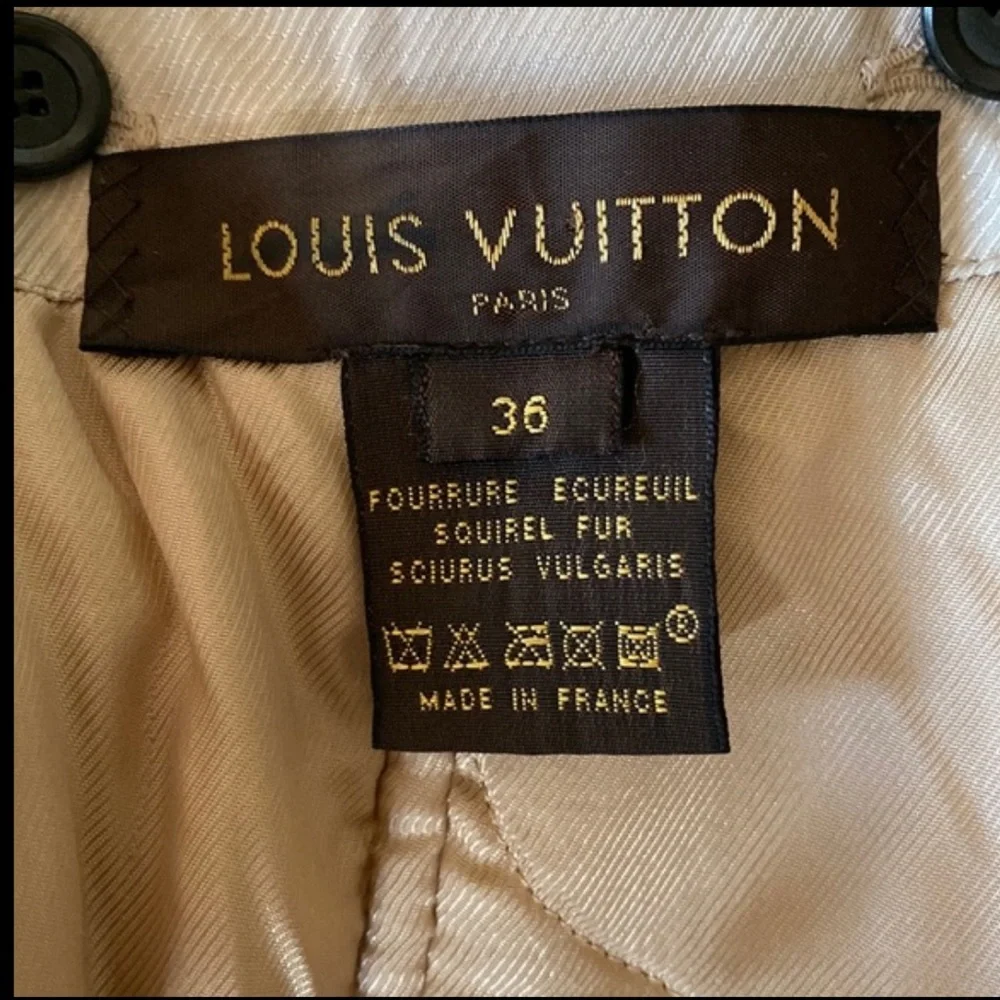 LOUIS VUITTON
PARIS
36
FOURRURE ECUREUIL
SQUIREL FUR
SCIURUS VULGARIS
®
MADE IN FRANCE